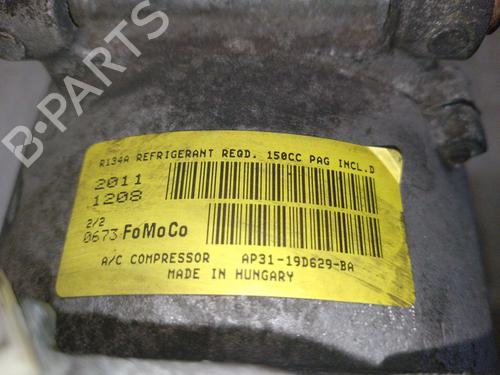 R134A REFRIGERANT REQD. 150CC PAG INCL.D
2011
1208
2/2
0673 FoMoCo
A/C COMPRESSOR AP31-19D629-BA
MADE IN HUNGARY
B-PARTS